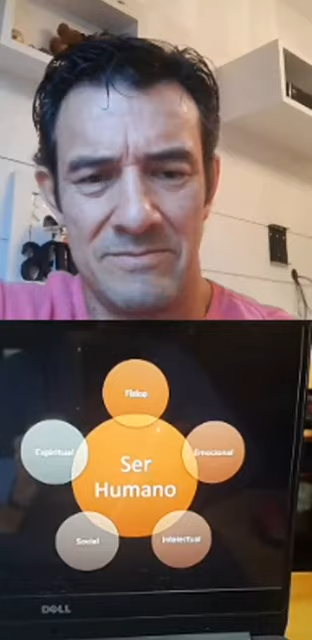 Físico
Espiritual
Emocional
Ser
Humano
Social
Intelectual
DELL